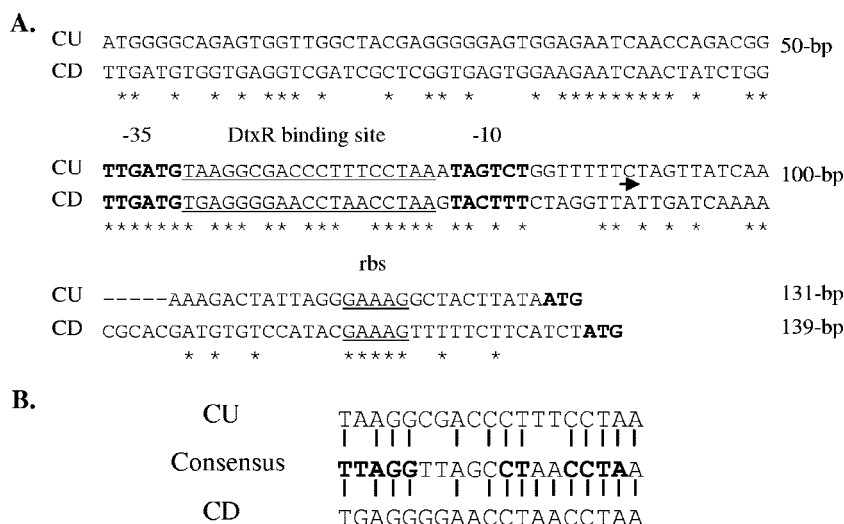 A.
CU ATGGGGCAGAGTGGTTGGCTACGAGGGGGAGTGGAGAATCAACCAGACGG 50-bp
CD TTGATGTGGTGAGGTCGATCGCTCGGTGAGTGGAAGAATCAACTATCTGG
** * * * *** * * ** * * ********* * **
-35 DtxR binding site -10
CU TTGATGTAAGGCGACCCTTTCCTAAATAGTCTGGTTTTTCTAGTTATCAA 100-bp
CD TTGATGTGAGGGGAACCTAACCTAAGTACTTTCTAGGTTATTGATCAAAA
******* *** ** *** ***** ** * * * * * **
rbs
CU -----AAAGACTATTAGGGAAAGGCTACTTATAATG 131-bp
CD CGCACGATGTGTCCATACGAAAGTTTTTCTTCATCTATG 139-bp
* * * ***** * *
B.
CU TAAGGCGACCCTTTCCTAA
Consensus TTAGGTTAGCCTAACCTAA
CD TGAGGGGAACCTAACCTAA